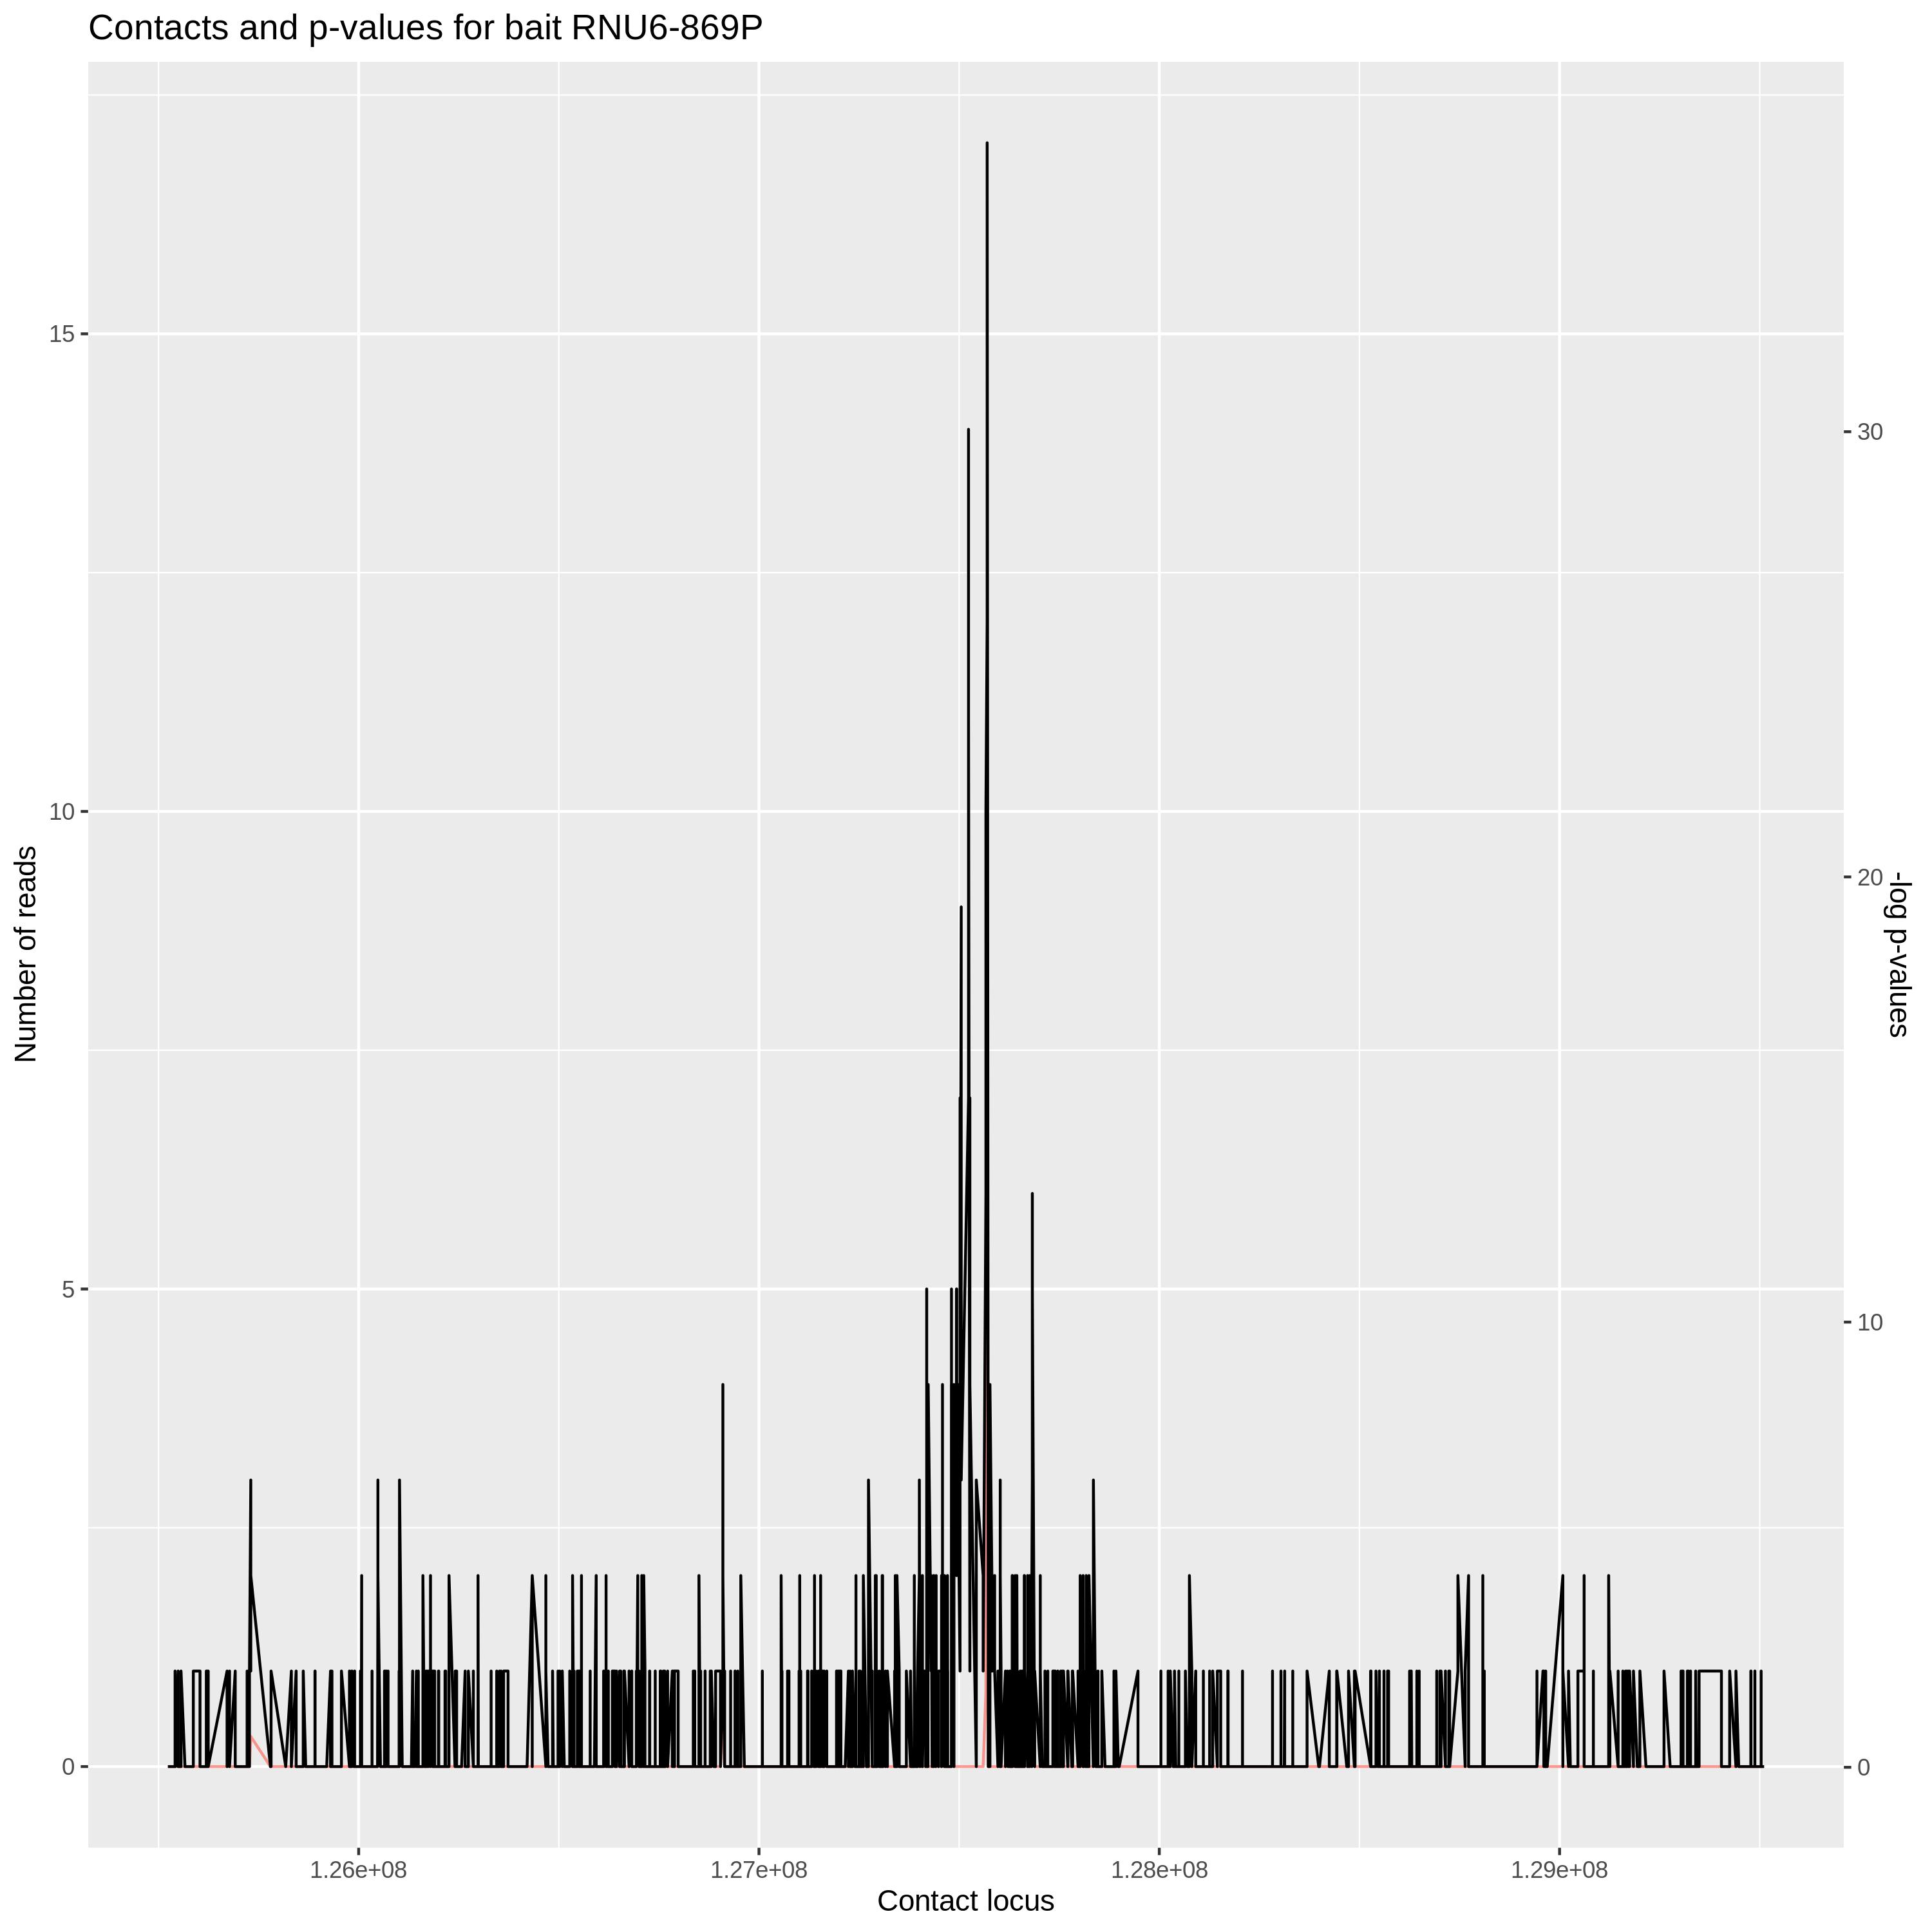 Contacts and p-values for bait RNU6-869P
15
10
5
0
Number of reads
30
20
10
0
-log p-values
1.26e+08
1.27e+08
1.28e+08
1.29e+08
Contact locus